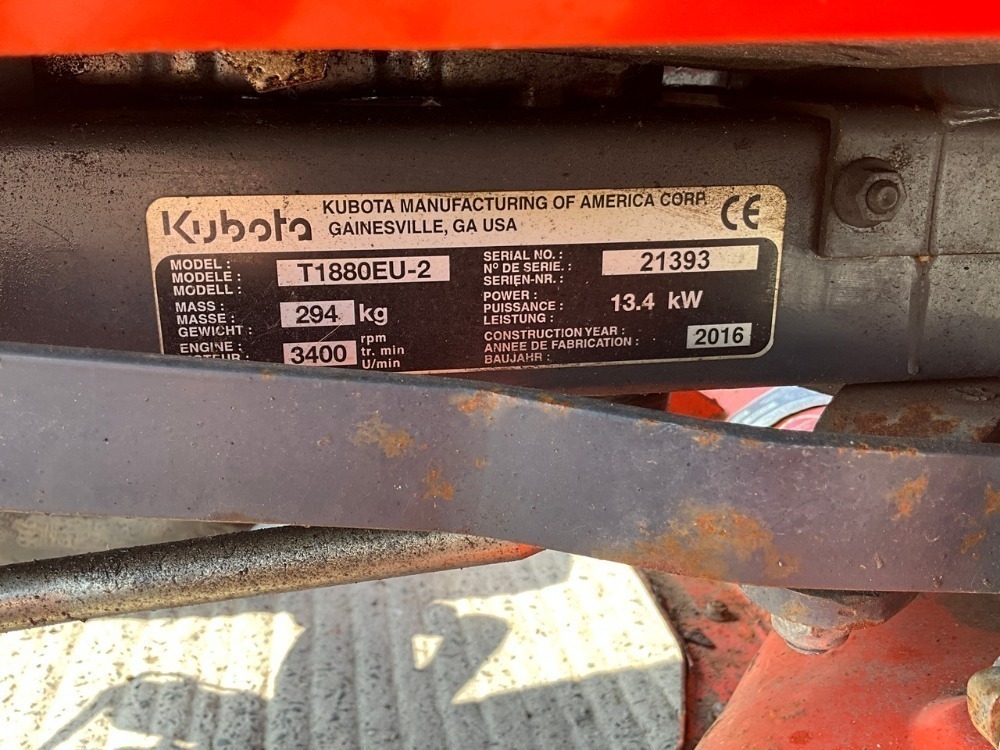 Kubota KUBOTA MANUFACTURING OF AMERICA CORP. CE
GAINESVILLE, GA USA
MODEL :
MODELE :
MODELL :
T1880EU-2
MASS :
MASSE :
GEWICHT :
294 kg
ENGINE :
3400
rpm
tr. min
U/min
SERIAL NO. :
N° DE SERIE. :
SERIEN-NR. :
21393
POWER :
PUISSANCE :
LEISTUNG :
13.4 kW
CONSTRUCTION YEAR :
ANNEE DE FABRICATION :
BAUJAHR :
2016